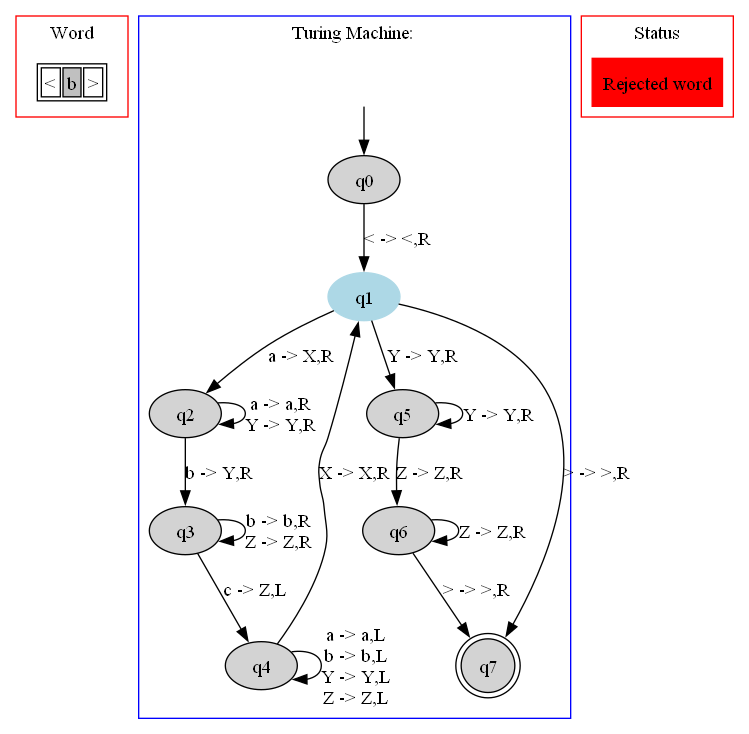 Word
Turing Machine:
Status
< b >
Rejected word
q0
< -> <,R
q1
a -> X,R
Y -> Y,R
q2
a -> a,R
Y -> Y,R
q5
Y -> Y,R
b -> Y,R
X -> X,R
Z -> Z,R
> -> >,R
q3
b -> b,R
Z -> Z,R
q6
Z -> Z,R
c -> Z,L
> -> >,R
q4
a -> a,L
b -> b,L
Y -> Y,L
Z -> Z,L
q7